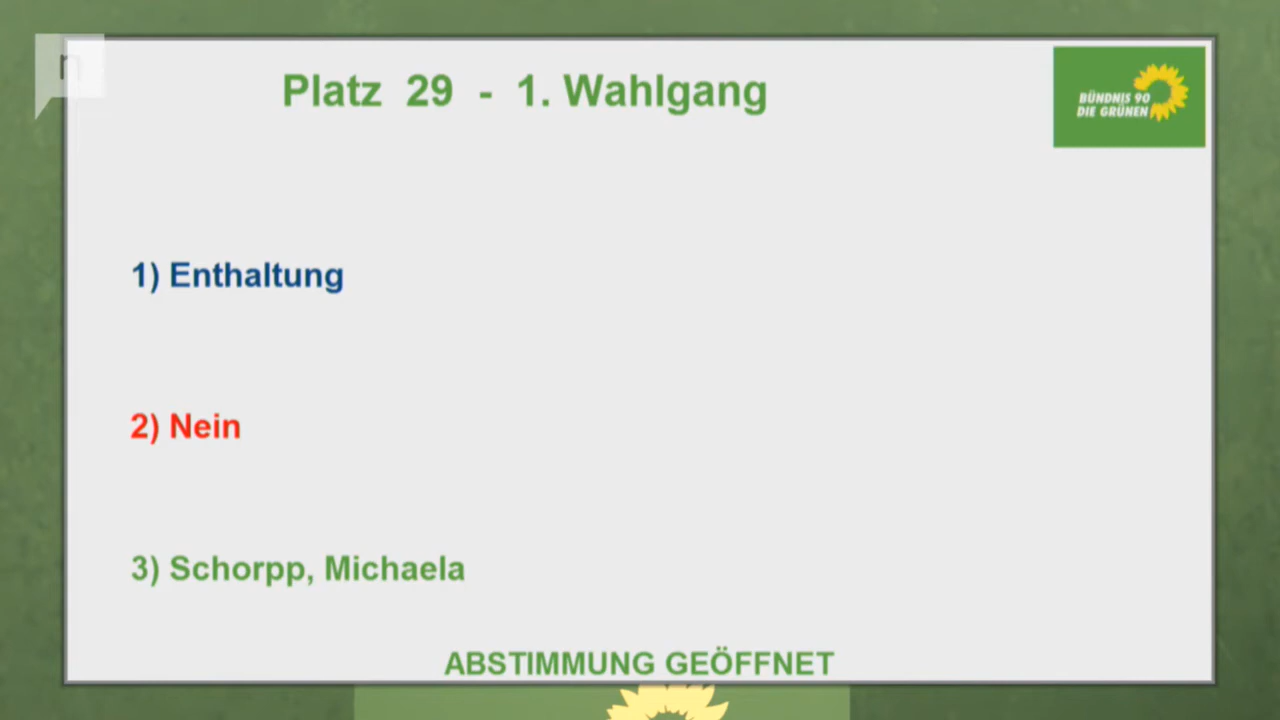 n
Platz 29 - 1. Wahlgang
BÜNDNIS 90
DIE GRÜNEN
1) Enthaltung
2) Nein
3) Schorpp, Michaela
ABSTIMMUNG GEÖFFNET